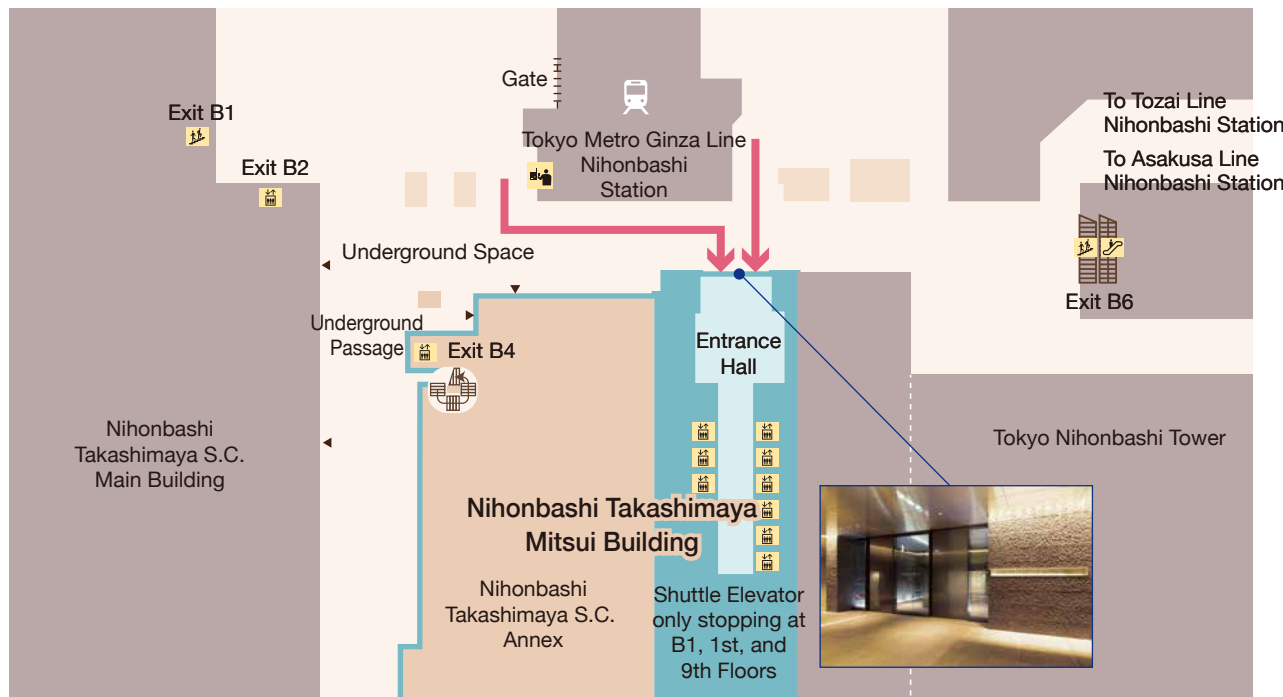 Gate
Exit B1
Tokyo Metro Ginza Line
Nihonbashi
Station
To Tozai Line
Nihonbashi Station
To Asakusa Line
Nihonbashi Station
Exit B2
Underground Space
Exit B6
Underground
Passage
Exit B4
Entrance
Hall
Nihonbashi
Takashimaya S.C.
Main Building
Tokyo Nihonbashi Tower
Nihonbashi Takashimaya
Mitsui Building
Nihonbashi
Takashimaya S.C.
Annex
Shuttle Elevator
only stopping at
B1, 1st, and
9th Floors